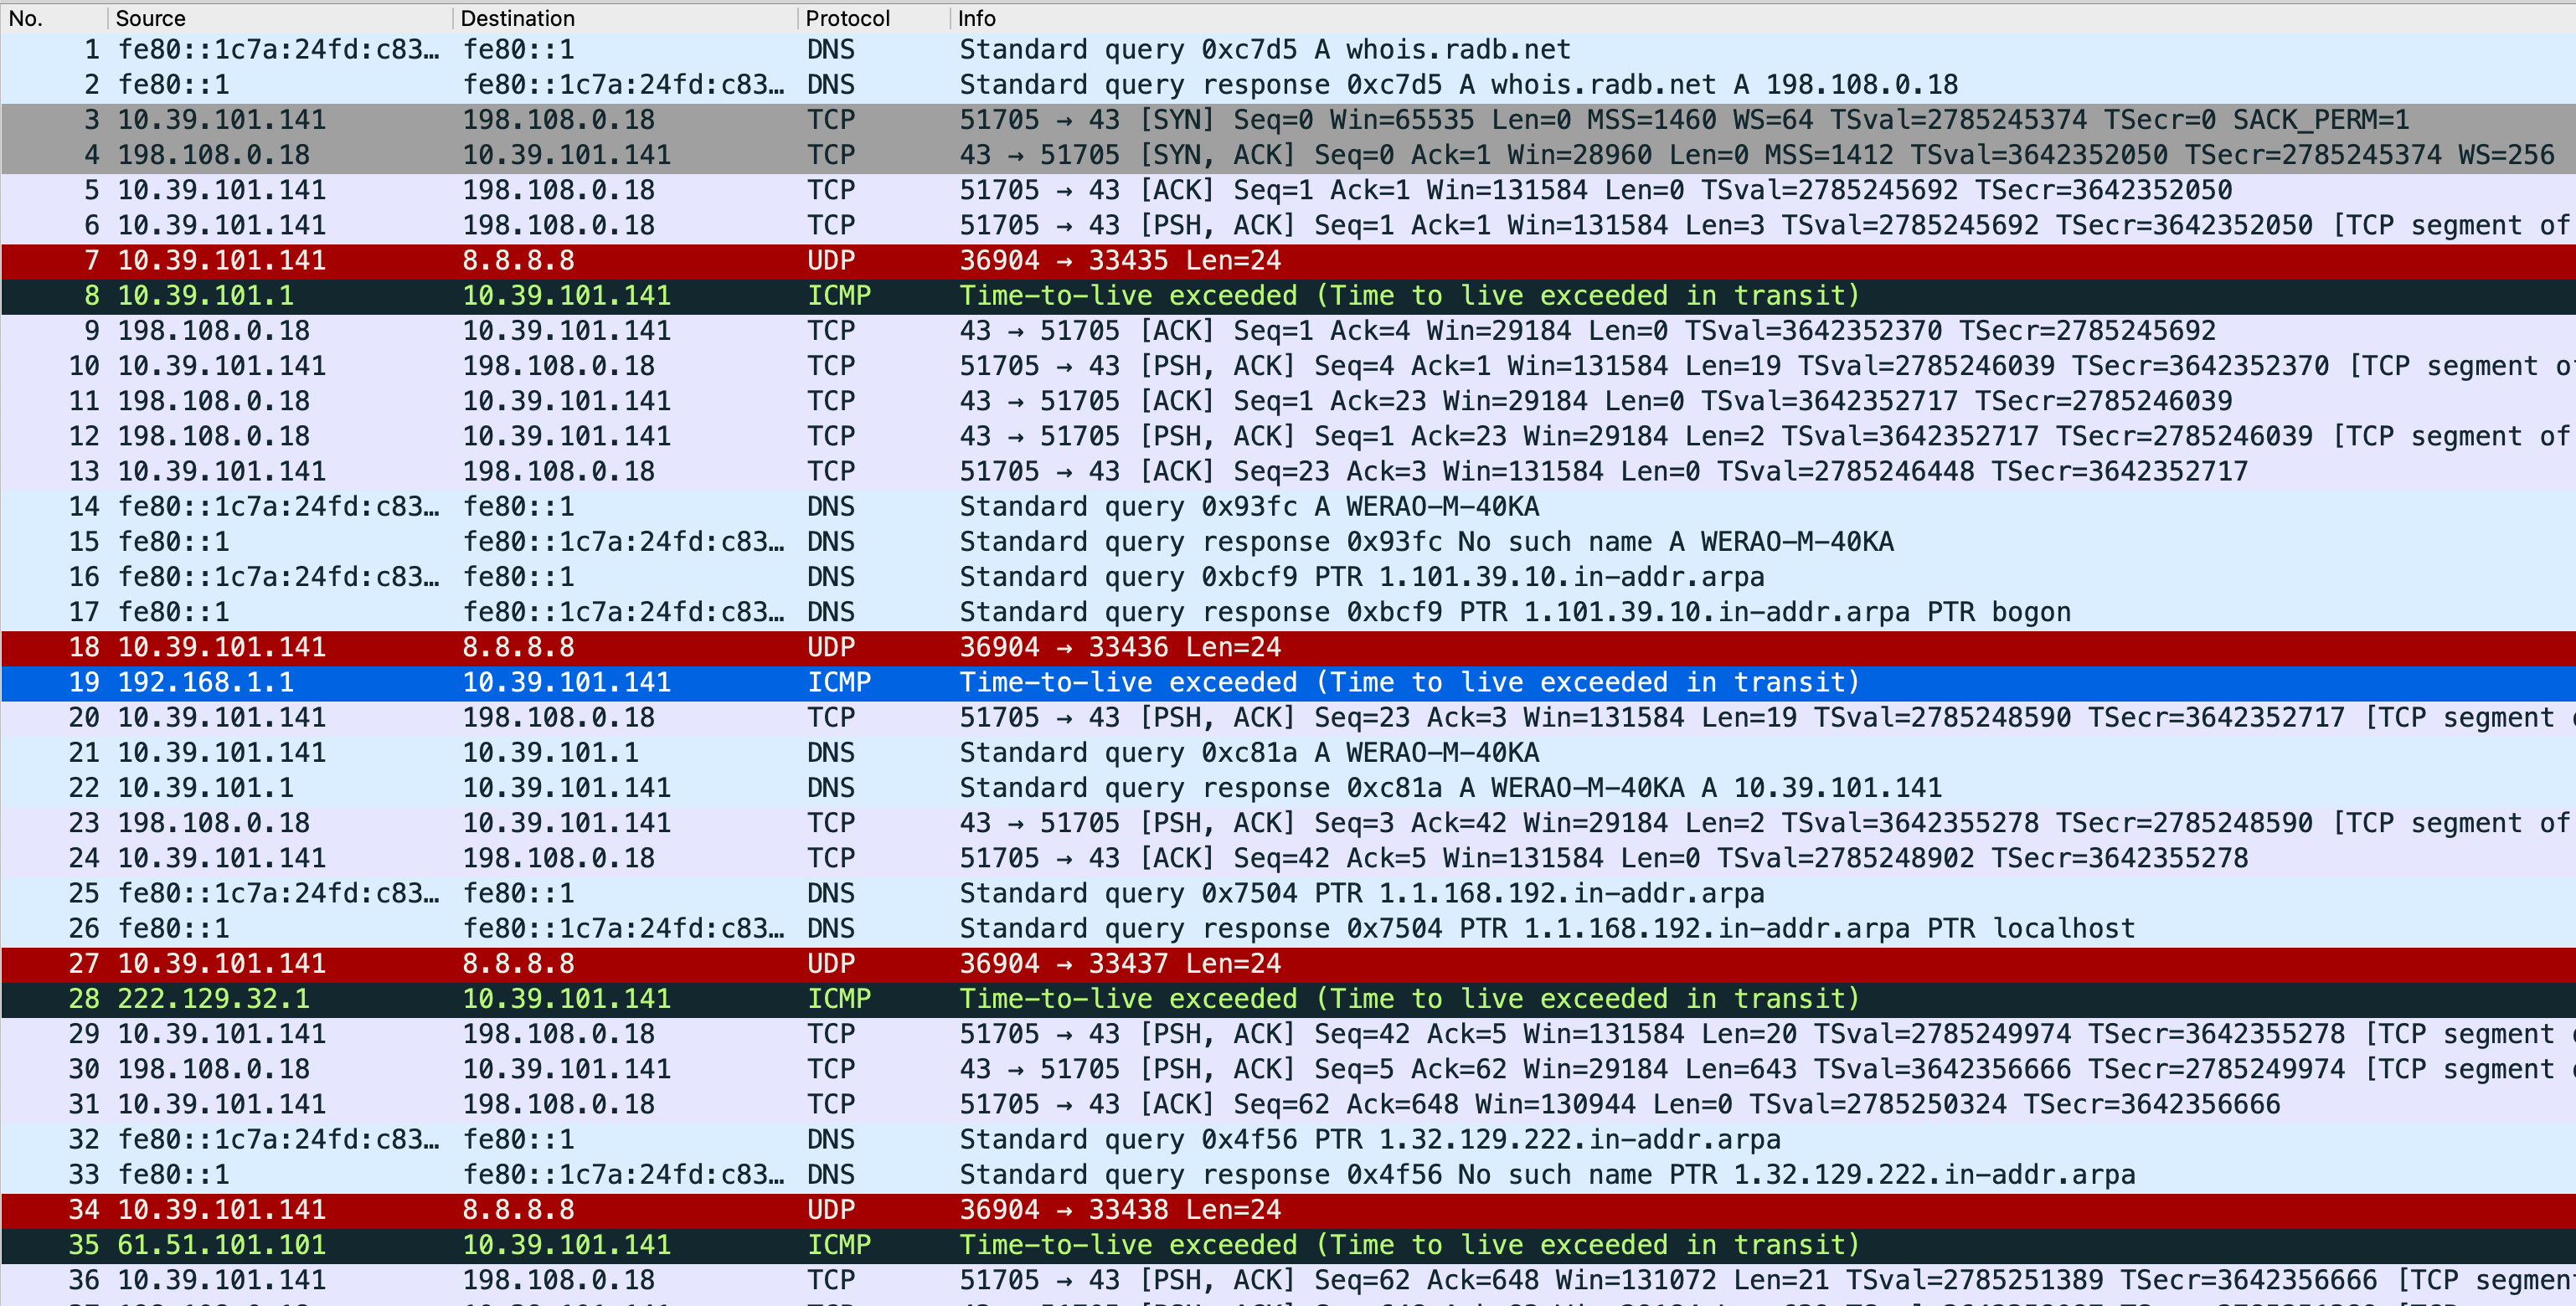 No. Source Destination Protocol Info
1 fe80::1c7a:24fd:c83… fe80::1 DNS Standard query 0xc7d5 A whois.radb.net
2 fe80::1 fe80::1c7a:24fd:c83… DNS Standard query response 0xc7d5 A whois.radb.net A 198.108.0.18
3 10.39.101.141 198.108.0.18 TCP 51705 → 43 [SYN] Seq=0 Win=65535 Len=0 MSS=1460 WS=64 TSval=2785245374 TSecr=0 SACK_PERM=1
4 198.108.0.18 10.39.101.141 TCP 43 → 51705 [SYN, ACK] Seq=0 Ack=1 Win=28960 Len=0 MSS=1412 TSval=3642352050 TSecr=2785245374 WS=256
5 10.39.101.141 198.108.0.18 TCP 51705 → 43 [ACK] Seq=1 Ack=1 Win=131584 Len=0 TSval=2785245692 TSecr=3642352050
6 10.39.101.141 198.108.0.18 TCP 51705 → 43 [PSH, ACK] Seq=1 Ack=1 Win=131584 Len=3 TSval=2785245692 TSecr=3642352050 [TCP segment of
7 10.39.101.141 8.8.8.8 UDP 36904 → 33435 Len=24
8 10.39.101.1 10.39.101.141 ICMP Time-to-live exceeded (Time to live exceeded in transit)
9 198.108.0.18 10.39.101.141 TCP 43 → 51705 [ACK] Seq=1 Ack=4 Win=29184 Len=0 TSval=3642352370 TSecr=2785245692
10 10.39.101.141 198.108.0.18 TCP 51705 → 43 [PSH, ACK] Seq=4 Ack=1 Win=131584 Len=19 TSval=2785246039 TSecr=3642352370 [TCP segment of
11 198.108.0.18 10.39.101.141 TCP 43 → 51705 [ACK] Seq=1 Ack=23 Win=29184 Len=0 TSval=3642352717 TSecr=2785246039
12 198.108.0.18 10.39.101.141 TCP 43 → 51705 [PSH, ACK] Seq=1 Ack=23 Win=29184 Len=2 TSval=3642352717 TSecr=2785246039 [TCP segment of
13 10.39.101.141 198.108.0.18 TCP 51705 → 43 [ACK] Seq=23 Ack=3 Win=131584 Len=0 TSval=2785246448 TSecr=3642352717
14 fe80::1c7a:24fd:c83… fe80::1 DNS Standard query 0x93fc A WERAO-M-40KA
15 fe80::1 fe80::1c7a:24fd:c83… DNS Standard query response 0x93fc No such name A WERAO-M-40KA
16 fe80::1c7a:24fd:c83… fe80::1 DNS Standard query 0xbcf9 PTR 1.101.39.10.in-addr.arpa
17 fe80::1 fe80::1c7a:24fd:c83… DNS Standard query response 0xbcf9 PTR 1.101.39.10.in-addr.arpa PTR bogon
18 10.39.101.141 8.8.8.8 UDP 36904 → 33436 Len=24
19 192.168.1.1 10.39.101.141 ICMP Time-to-live exceeded (Time to live exceeded in transit)
20 10.39.101.141 198.108.0.18 TCP 51705 → 43 [PSH, ACK] Seq=23 Ack=3 Win=131584 Len=19 TSval=2785248590 TSecr=3642352717 [TCP segment
21 10.39.101.141 10.39.101.1 DNS Standard query 0xc81a A WERAO-M-40KA
22 10.39.101.1 10.39.101.141 DNS Standard query response 0xc81a A WERAO-M-40KA A 10.39.101.141
23 198.108.0.18 10.39.101.141 TCP 43 → 51705 [PSH, ACK] Seq=3 Ack=42 Win=29184 Len=2 TSval=3642355278 TSecr=2785248590 [TCP segment of
24 10.39.101.141 198.108.0.18 TCP 51705 → 43 [ACK] Seq=42 Ack=5 Win=131584 Len=0 TSval=2785248902 TSecr=3642355278
25 fe80::1c7a:24fd:c83… fe80::1 DNS Standard query 0x7504 PTR 1.1.168.192.in-addr.arpa
26 fe80::1 fe80::1c7a:24fd:c83… DNS Standard query response 0x7504 PTR 1.1.168.192.in-addr.arpa PTR localhost
27 10.39.101.141 8.8.8.8 UDP 36904 → 33437 Len=24
28 222.129.32.1 10.39.101.141 ICMP Time-to-live exceeded (Time to live exceeded in transit)
29 10.39.101.141 198.108.0.18 TCP 51705 → 43 [PSH, ACK] Seq=42 Ack=5 Win=131584 Len=20 TSval=2785249974 TSecr=3642355278 [TCP segment
30 198.108.0.18 10.39.101.141 TCP 43 → 51705 [PSH, ACK] Seq=5 Ack=62 Win=29184 Len=643 TSval=3642356666 TSecr=2785249974 [TCP segment
31 10.39.101.141 198.108.0.18 TCP 51705 → 43 [ACK] Seq=62 Ack=648 Win=130944 Len=0 TSval=2785250324 TSecr=3642356666
32 fe80::1c7a:24fd:c83… fe80::1 DNS Standard query 0x4f56 PTR 1.32.129.222.in-addr.arpa
33 fe80::1 fe80::1c7a:24fd:c83… DNS Standard query response 0x4f56 No such name PTR 1.32.129.222.in-addr.arpa
34 10.39.101.141 8.8.8.8 UDP 36904 → 33438 Len=24
35 61.51.101.101 10.39.101.141 ICMP Time-to-live exceeded (Time to live exceeded in transit)
36 10.39.101.141 198.108.0.18 TCP 51705 → 43 [PSH, ACK] Seq=62 Ack=648 Win=131072 Len=21 TSval=2785251389 TSecr=3642356666 [TCP segmen